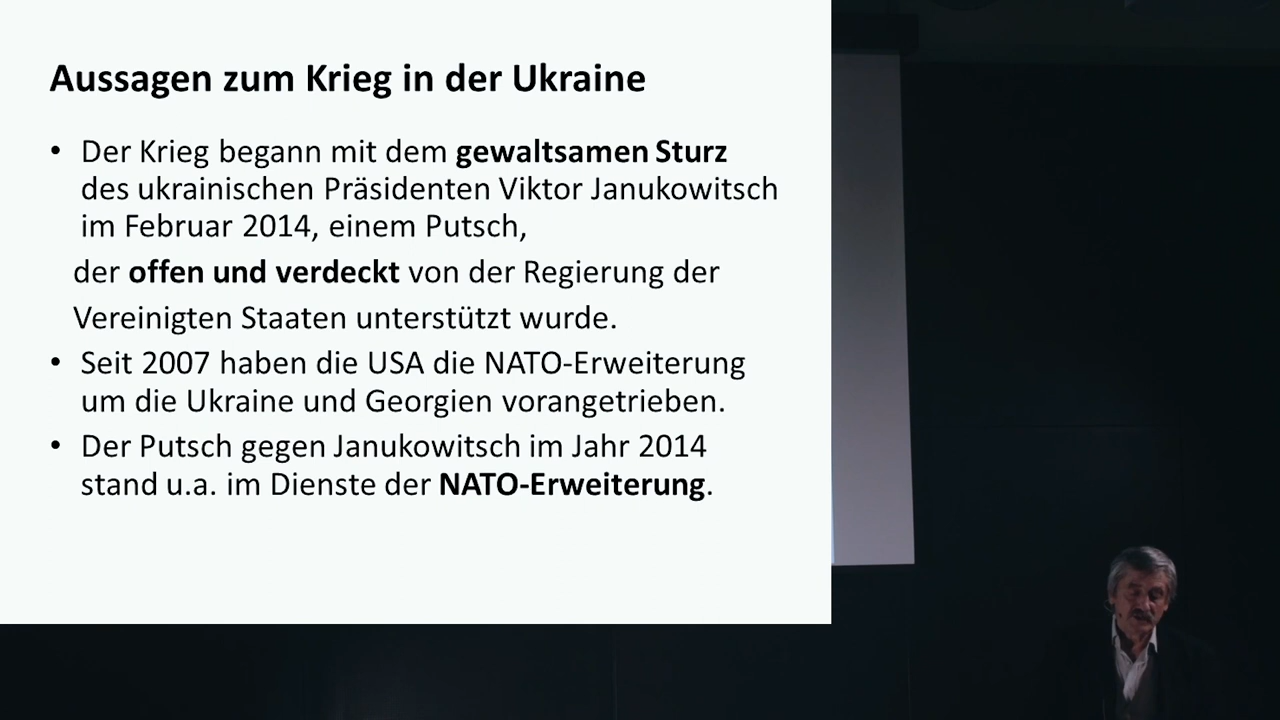 Aussagen zum Krieg in der Ukraine
• Der Krieg begann mit dem gewaltsamen Sturz
des ukrainischen Präsidenten Viktor Janukowitsch
im Februar 2014, einem Putsch,
der offen und verdeckt von der Regierung der
Vereinigten Staaten unterstützt wurde.
• Seit 2007 haben die USA die NATO-Erweiterung
um die Ukraine und Georgien vorangetrieben.
• Der Putsch gegen Janukowitsch im Jahr 2014
stand u.a. im Dienste der NATO-Erweiterung.